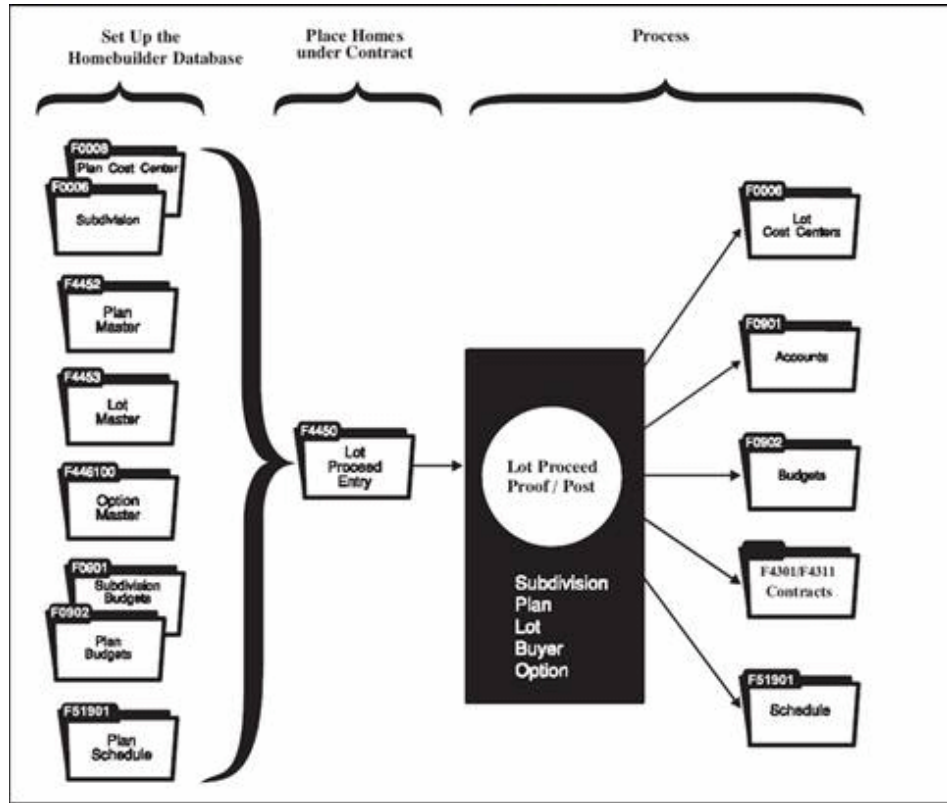 Set Up the
Homebuilder Database
Place Homes
under Contract
Process
F0008
Plan Cost Center
F0006
Subdivision
F4452
Plan
Master
F4453
Lot
Master
F446100
Option
Master
F0901
Subdivision
Budgets
F0902
Plan
Budgets
F51901
Plan
Schedule
F4450
Lot
Proceed
Entry
Lot Proceed
Proof / Post
Subdivision
Plan
Lot
Buyer
Option
F0006
Lot
Cost Centers
F0901
Accounts
F0902
Budgets
F4301/F4311
Contracts
F51901
Schedule